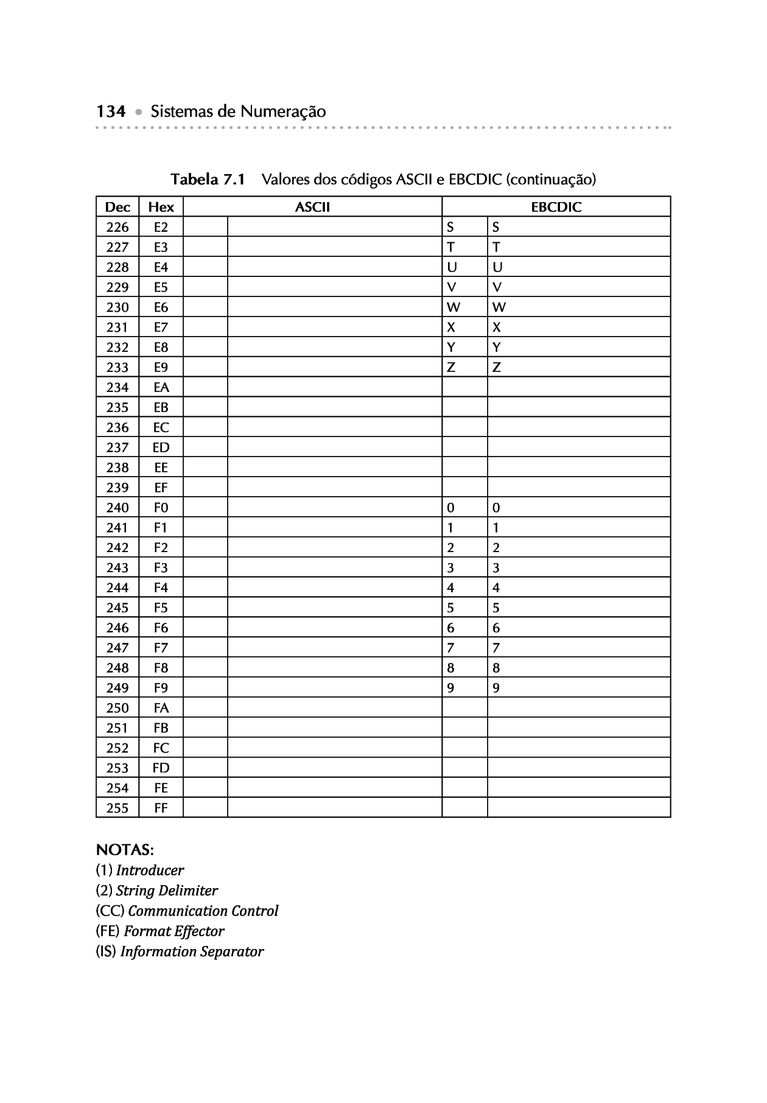 134 • Sistemas de Numeração
Tabela 7.1 Valores dos códigos ASCII e EBCDIC (continuação)
Dec Hex ASCII EBCDIC
226 E2 S S
227 E3 T T
228 E4 U U
229 E5 V V
230 E6 W W
231 E7 X X
232 E8 Y Y
233 E9 Z Z
234 EA
235 EB
236 EC
237 ED
238 EE
239 EF
240 F0 0 0
241 F1 1 1
242 F2 2 2
243 F3 3 3
244 F4 4 4
245 F5 5 5
246 F6 6 6
247 F7 7 7
248 F8 8 8
249 F9 9 9
250 FA
251 FB
252 FC
253 FD
254 FE
255 FF
NOTAS:
(1) Introducer
(2) String Delimiter
(CC) Communication Control
(FE) Format Effector
(IS) Information Separator